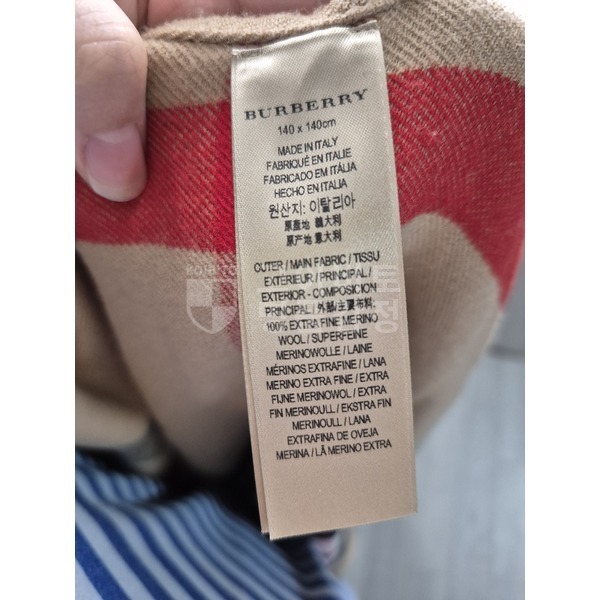 BURBERRY
140 x 140cm
MADE IN ITALY
FABRIQUÉ EN ITALIE
FABRICADO EM ITÁLIA
HECHO EN ITALIA
원산지: 이탈리아
原產地 義大利
原产地 意大利
OUTER / MAIN FABRIC / TISSU
EXTÉRIEUR / PRINCIPAL /
EXTERIOR - COMPOSICION
PRINCIPAL / 外部/主要布料:
100% EXTRA FINE MERINO
WOOL / SUPERFEINE
MERINOWOLLE / LAINE
MÉRINOS EXTRAFINE / LANA
MERINO EXTRA FINE / EXTRA
FIJNE MERINOWOL / EXTRA
FIN MERINOULL / EKSTRA FIN
MERINOULL / LANA
EXTRAFINA DE OVEJA
MERINA / LÃ MERINO EXTRA